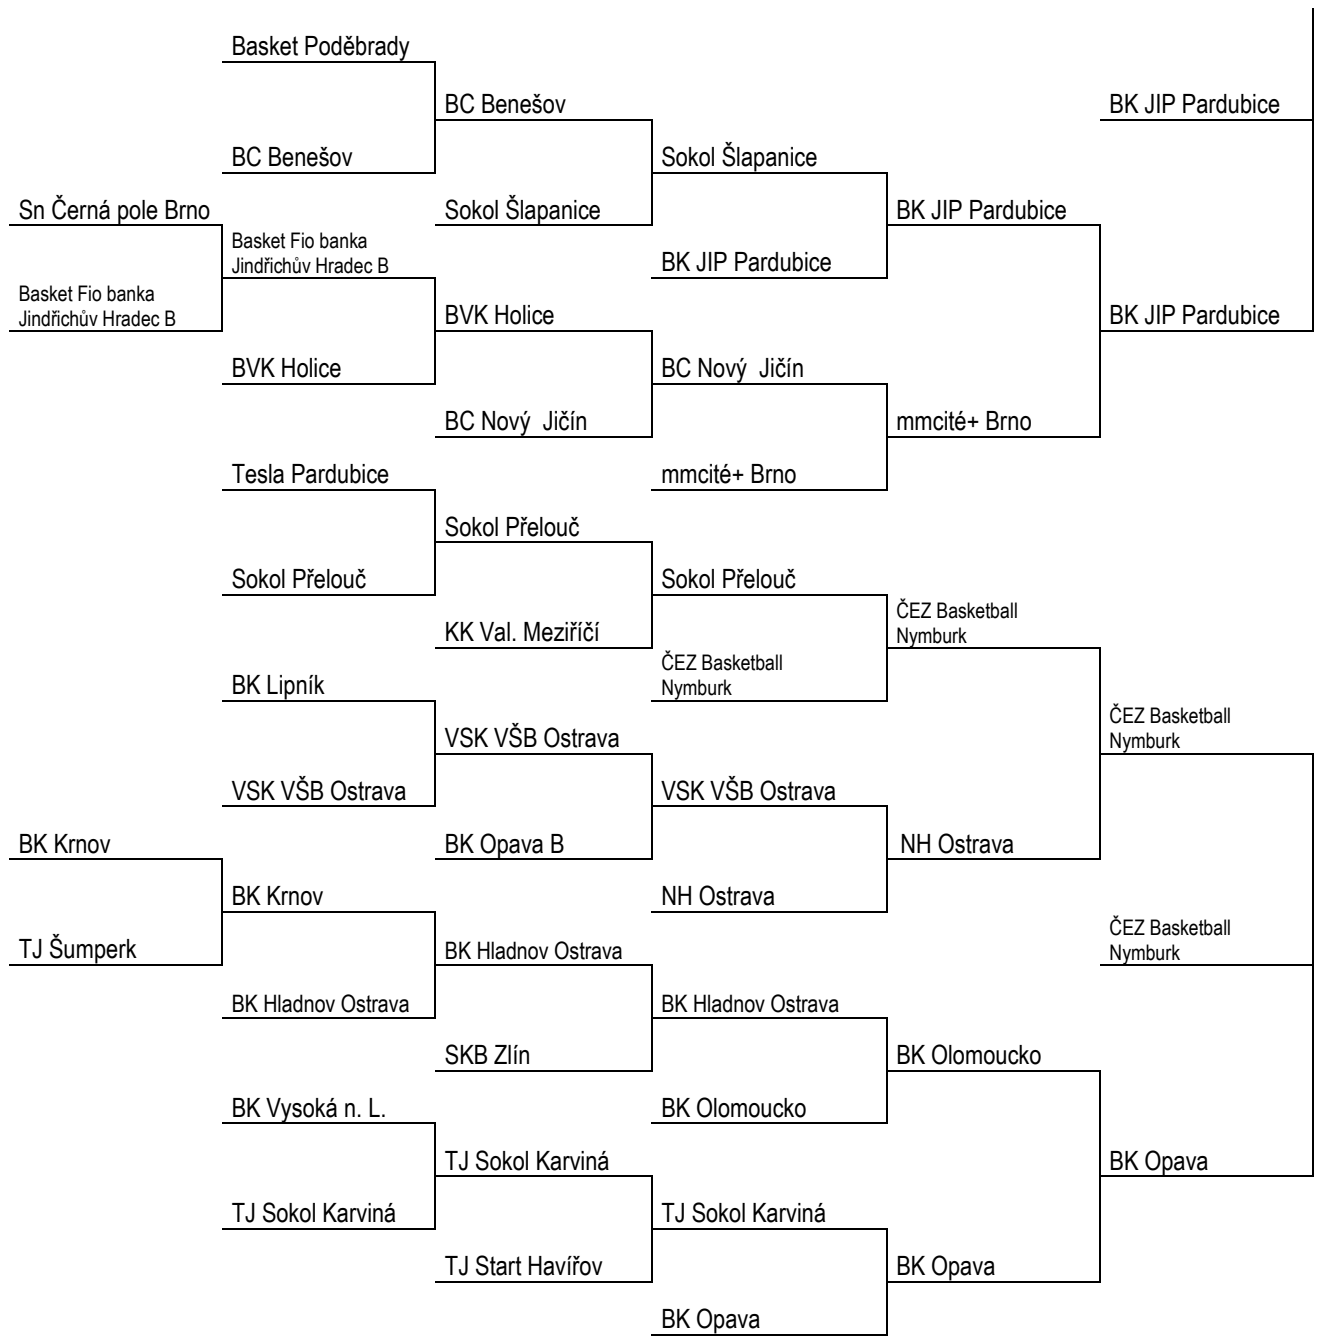 Basket Poděbrady
BC Benešov
BK JIP Pardubice
BC Benešov
Sokol Šlapanice
Sn Černá pole Brno
Sokol Šlapanice
BK JIP Pardubice
Basket Fio banka
Jindřichův Hradec B
BK JIP Pardubice
Basket Fio banka
Jindřichův Hradec B
BVK Holice
BK JIP Pardubice
BVK Holice
BC Nový  Jičín
BC Nový  Jičín
mmcité+ Brno
Tesla Pardubice
mmcité+ Brno
Sokol Přelouč
Sokol Přelouč
Sokol Přelouč
ČEZ Basketball
Nymburk
KK Val. Meziříčí
ČEZ Basketball
Nymburk
BK Lipník
ČEZ Basketball
Nymburk
VSK VŠB Ostrava
VSK VŠB Ostrava
VSK VŠB Ostrava
BK Krnov
BK Opava B
NH Ostrava
BK Krnov
NH Ostrava
ČEZ Basketball
Nymburk
TJ Šumperk
BK Hladnov Ostrava
BK Hladnov Ostrava
BK Hladnov Ostrava
SKB Zlín
BK Olomoucko
BK Vysoká n. L.
BK Olomoucko
TJ Sokol Karviná
BK Opava
TJ Sokol Karviná
TJ Sokol Karviná
TJ Start Havířov
BK Opava
BK Opava